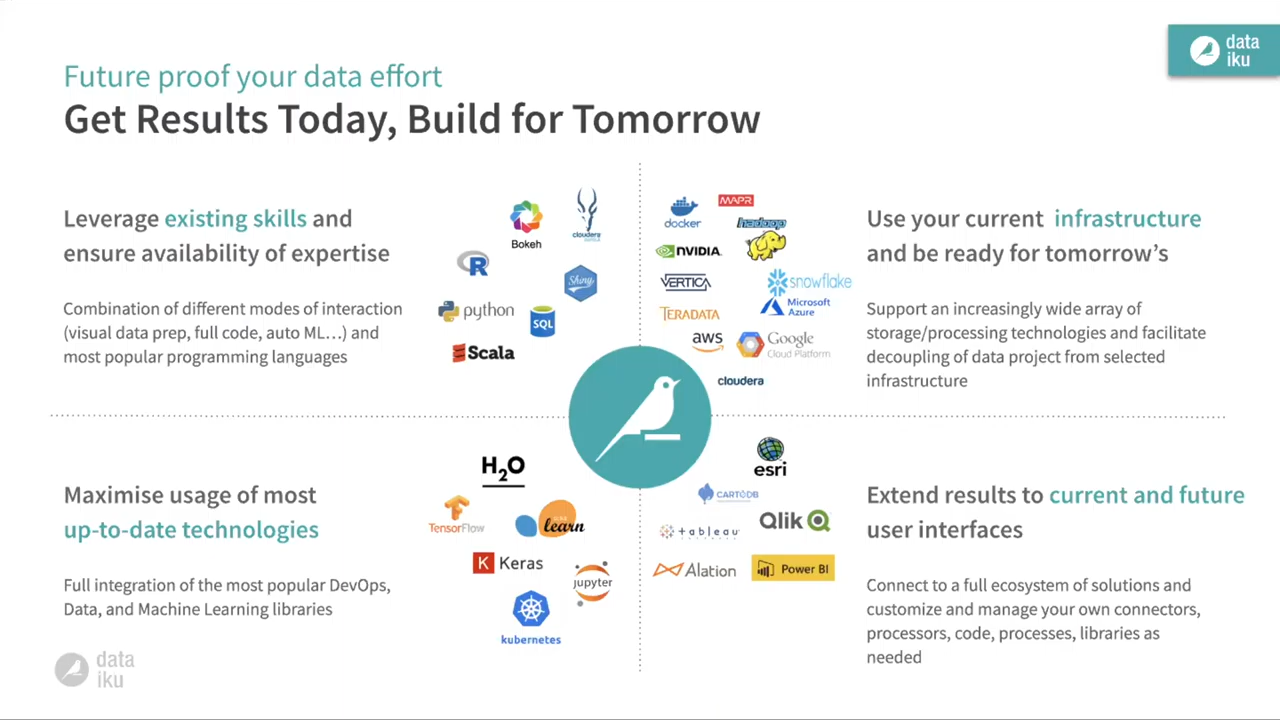 data
iku
Future proof your data effort
Get Results Today, Build for Tomorrow
Leverage existing skills and
ensure availability of expertise
Combination of different modes of interaction
(visual data prep, full code, auto ML...) and
most popular programming languages
Bokeh
cloudera
R
Shiny
python
SQL
Scala
docker
MAPR
hadoop
NVIDIA
VERTICA
snowflake
Microsoft
Azure
TERADATA
aws
Google
Cloud Platform
cloudera
Use your current infrastructure
and be ready for tomorrow’s
Support an increasingly wide array of
storage/processing technologies and facilitate
decoupling of data project from selected
infrastructure
Maximise usage of most
up-to-date technologies
Full integration of the most popular DevOps,
Data, and Machine Learning libraries
H2O
TensorFlow
learn
K Keras
jupyter
kubernetes
esri
CARTODB
Qlik
+ a b l e a u
Alation
Power BI
Extend results to current and future
user interfaces
Connect to a full ecosystem of solutions and
customize and manage your own connectors,
processors, code, processes, libraries as
needed
data
iku